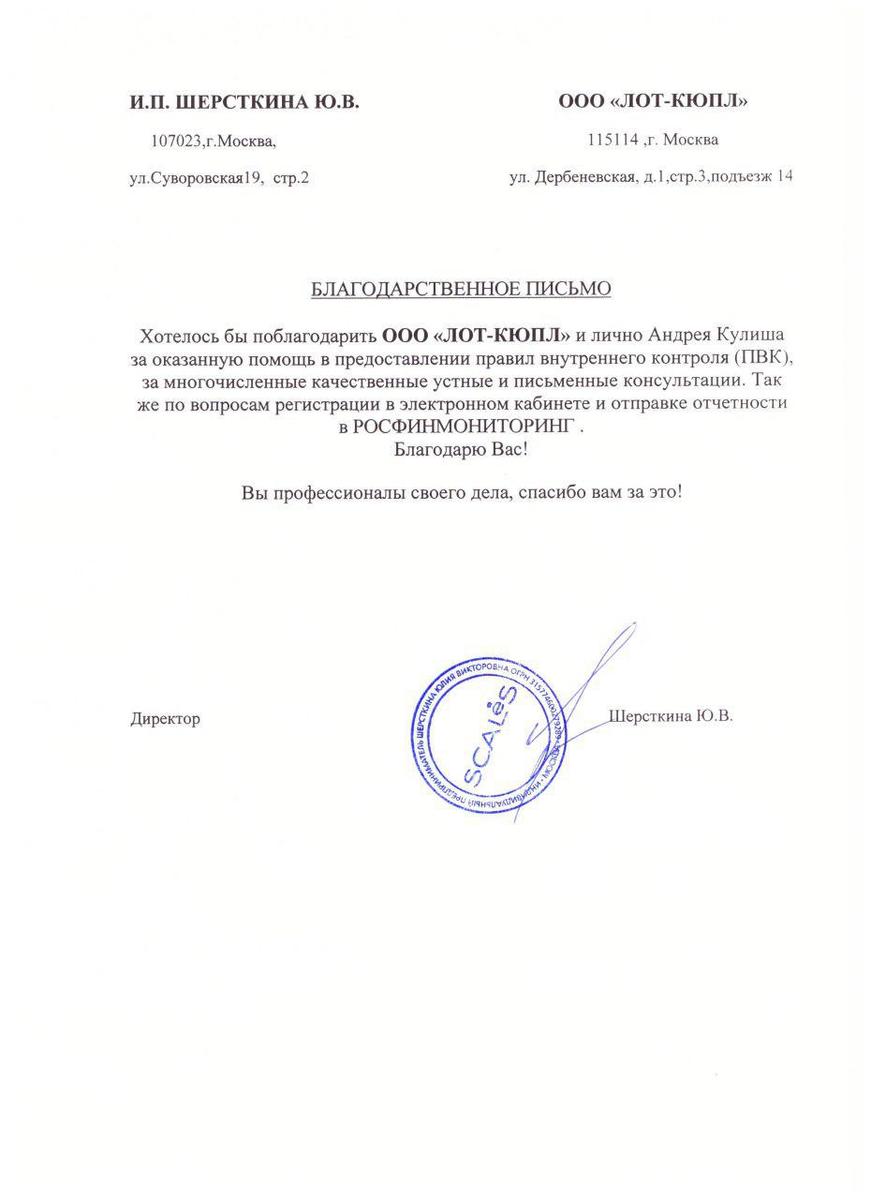 И.П. ШЕРСТКИНА Ю.В.
107023,г.Москва,
ул.Суворовская19, стр.2
ООО «ЛОТ-КЮПЛ»
115114 ,г. Москва
ул. Дербеневская, д.1,стр.3,подъезж 14
БЛАГОДАРСТВЕННОЕ ПИСЬМО
Хотелось бы поблагодарить ООО «ЛОТ-КЮПЛ» и лично Андрея Кулиша
за оказанную помощь в предоставлении правил внутреннего контроля (ПВК),
за многочисленные качественные устные и письменные консультации. Так
же по вопросам регистрации в электронном кабинете и отправке отчетности
в РОСФИНМОНИТОРИНГ .
Благодарю Вас!
Вы профессионалы своего дела, спасибо вам за это!
Директор
ИНДИВИДУАЛЬНЫЙ ПРЕДПРИНИМАТЕЛЬ ШЕРСТКИНА ЮЛИЯ ВИКТОРОВНА ОГРН МОСКВА
SCALёS
Шерсткина Ю.В.